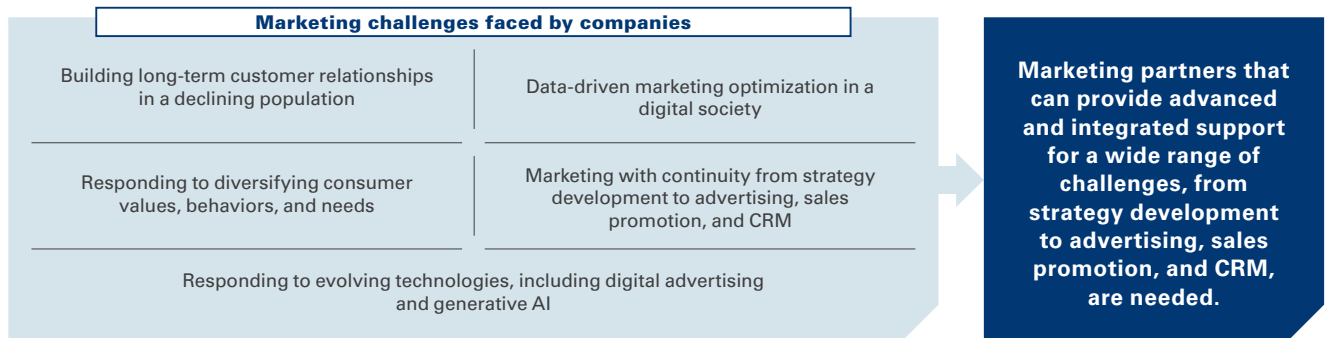 Marketing challenges faced by companies
Building long-term customer relationships
in a declining population
Data-driven marketing optimization in a
digital society
Responding to diversifying consumer
values, behaviors, and needs
Marketing with continuity from strategy
development to advertising, sales
promotion, and CRM
Responding to evolving technologies, including digital advertising
and generative AI
Marketing partners that
can provide advanced
and integrated support
for a wide range of
challenges, from
strategy development
to advertising, sales
promotion, and CRM,
are needed.